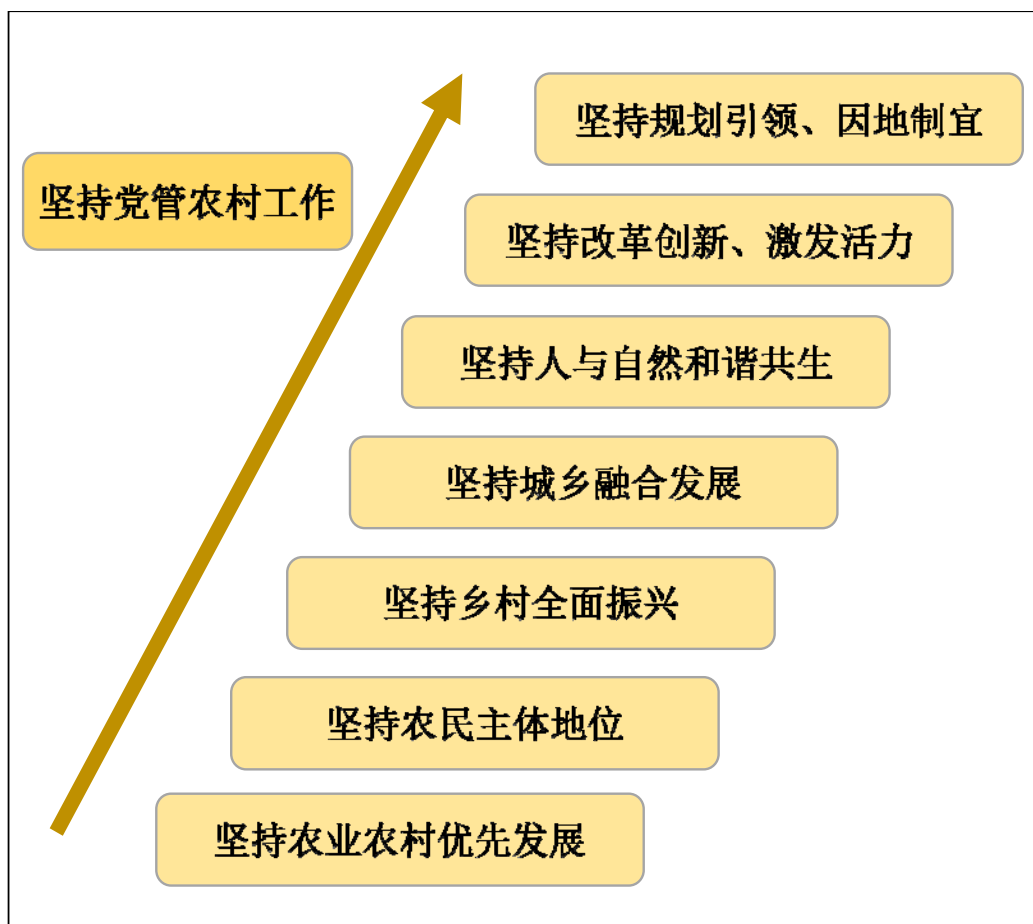 坚持规划引领、因地制宜
坚持党管农村工作
坚持改革创新、激发活力
坚持人与自然和谐共生
坚持城乡融合发展
坚持乡村全面振兴
坚持农民主体地位
坚持农业农村优先发展